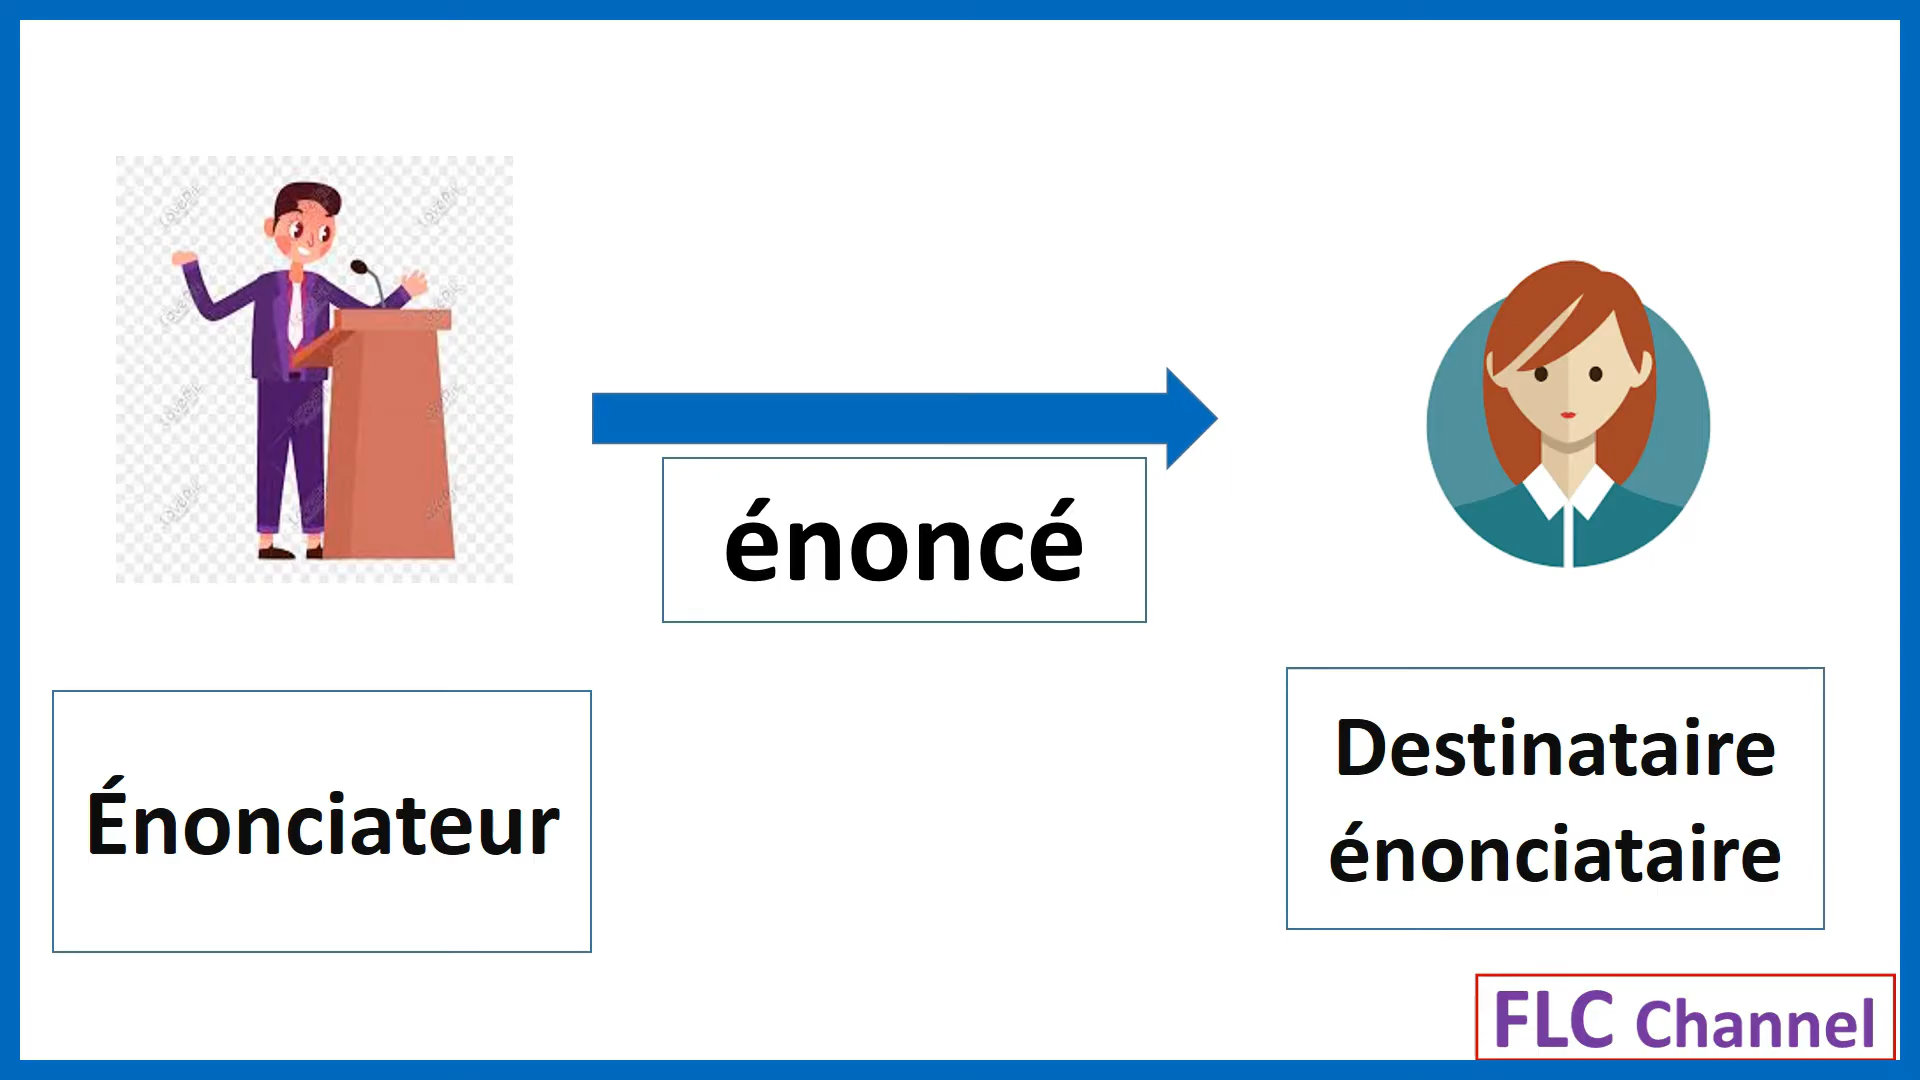 énoncé
Énonciateur
Destinataire
énonciataire
FLC Channel